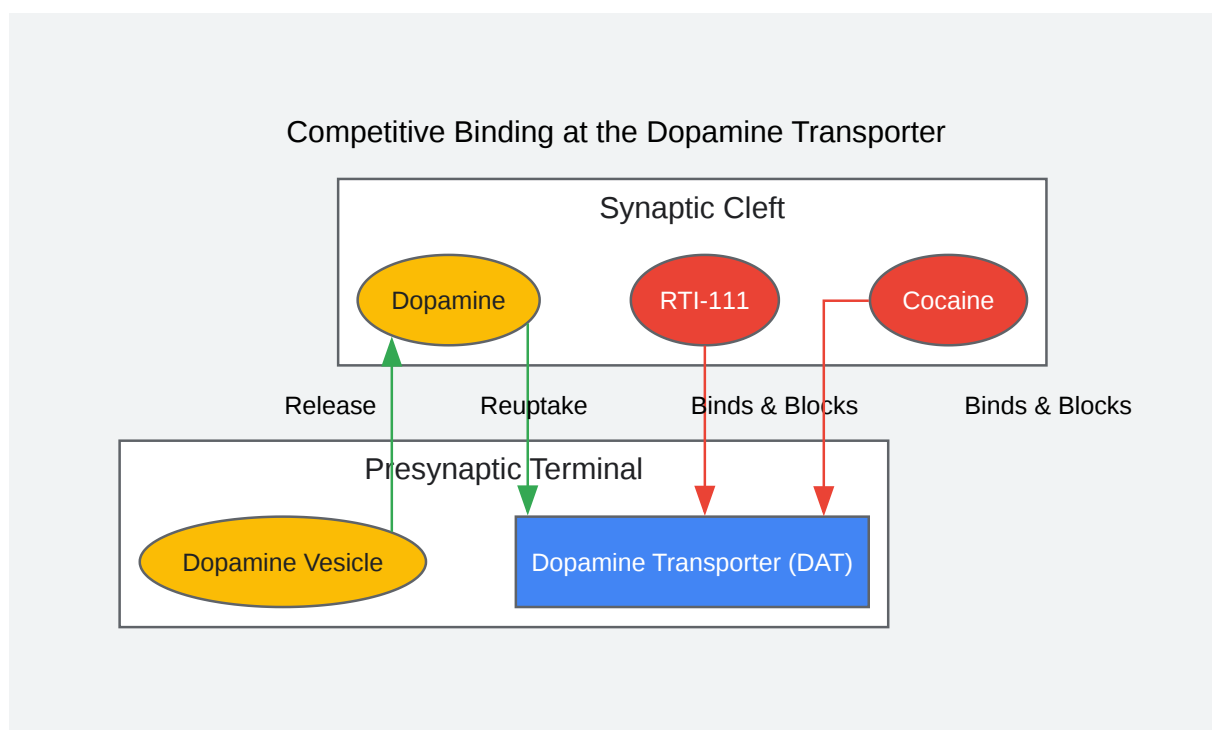 Competitive Binding at the Dopamine Transporter
Synaptic Cleft
Dopamine
RTI-111
Cocaine
Release
Reuptake
Binds & Blocks
Binds & Blocks
Presynaptic Terminal
Dopamine Vesicle
Dopamine Transporter (DAT)